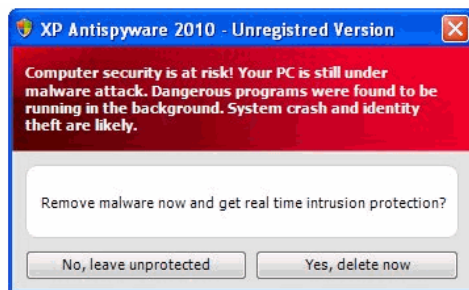 XP Antispyware 2010 - Unregistred Version
Computer security is at risk! Your PC is still under
malware attack. Dangerous programs were found to be
running in the background. System crash and identity
theft are likely.
Remove malware now and get real time intrusion protection?
No, leave unprotected
Yes, delete now